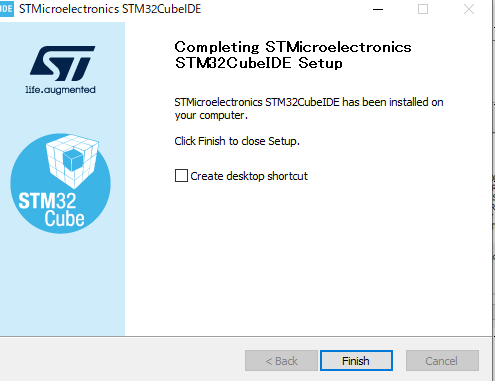 IDE STMicroelectronics STM32CubeIDE
ST
life.augmented
STM32
Cube
Completing STMicroelectronics
STM32CubeIDE Setup
STMicroelectronics STM32CubeIDE has been installed on
your computer.
Click Finish to close Setup.
Create desktop shortcut
< Back
Finish
Cancel